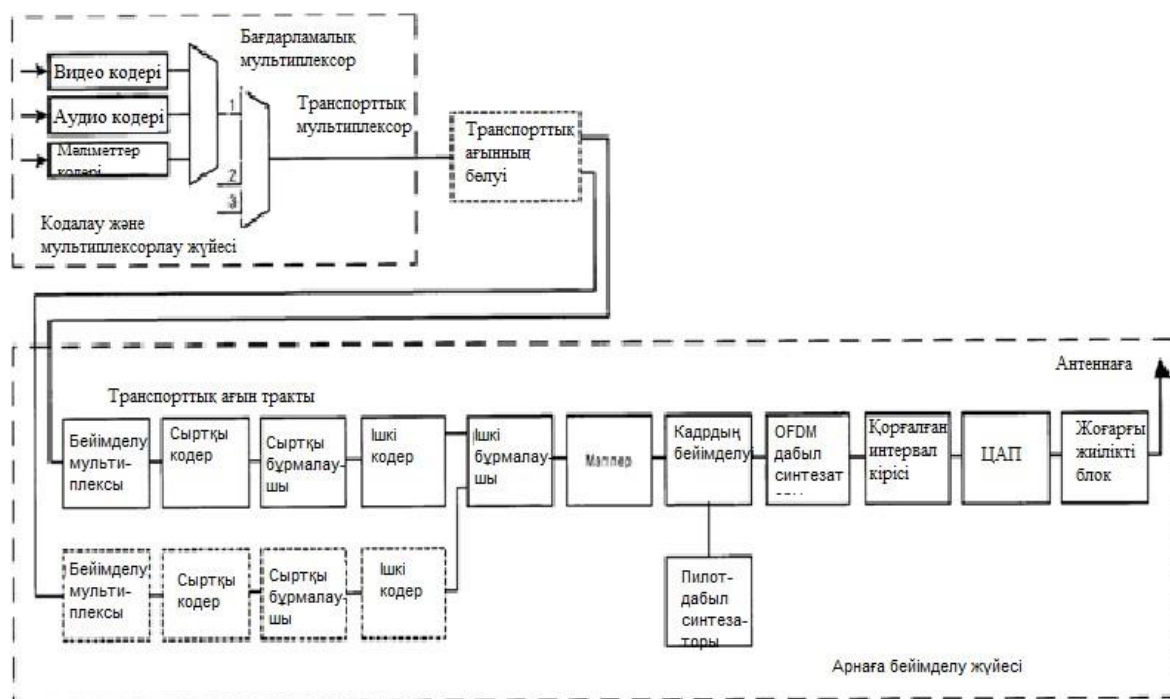 Бағдарламалық
мультиплексор
Видео кодері
Аудио кодері
Мәліметтер
кодері
1
2
3
Транспорттық
мультиплексор
Транспорттық
ағынның
бөлуі
Кодалау және
мультиплексорлау жүйесі
Антеннаға
Транспорттық ағын тракты
Бейімделу
мульти-
плексы
Сыртқы
кодер
Сыртқы
бұрмалау-
шы
Ішкі
кодер
Ішкі
бұрмалау-
шы
Маппер
Кадрдың
бейімделу
OFDM
дабыл
синтезат
Қорғалған
интервал
кірісі
ЦАП
Жоғарғы
жиілікті
блок
Бейімделу
мульти-
плексы
Сыртқы
кодер
Сыртқы
бұрмалау-
шы
Ішкі
кодер
Пилот-
дабыл
синтеза-
торы
Арнаға бейімделу жүйесі